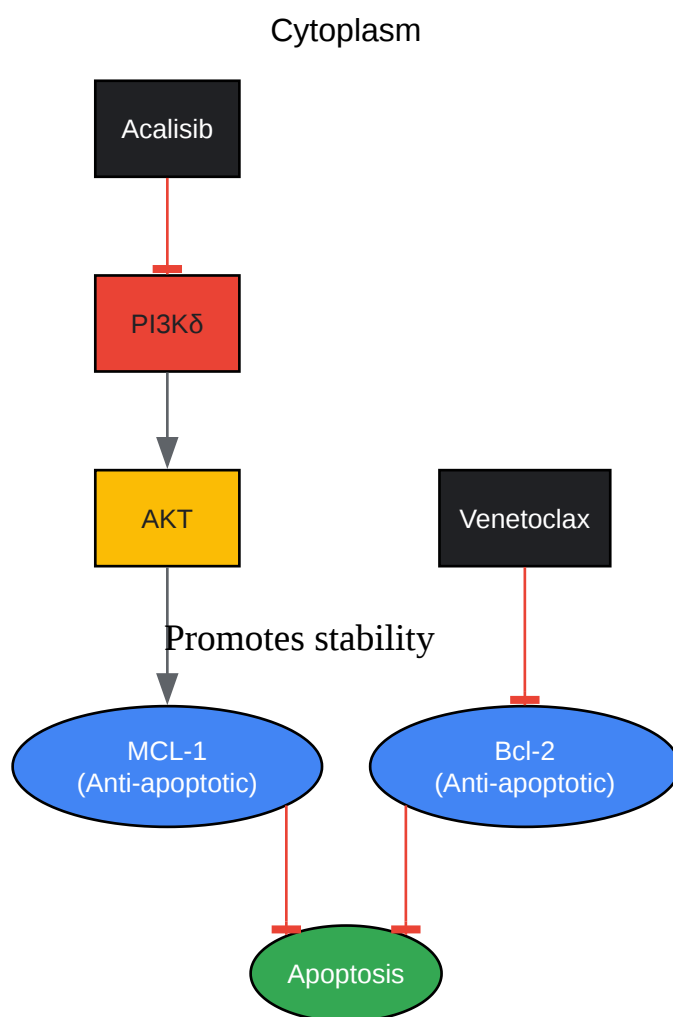 Cytoplasm
Acalisib
PI3Kδ
AKT
Venetoclax
Promotes stability
MCL-1
(Anti-apoptotic)
Bcl-2
(Anti-apoptotic)
Apoptosis